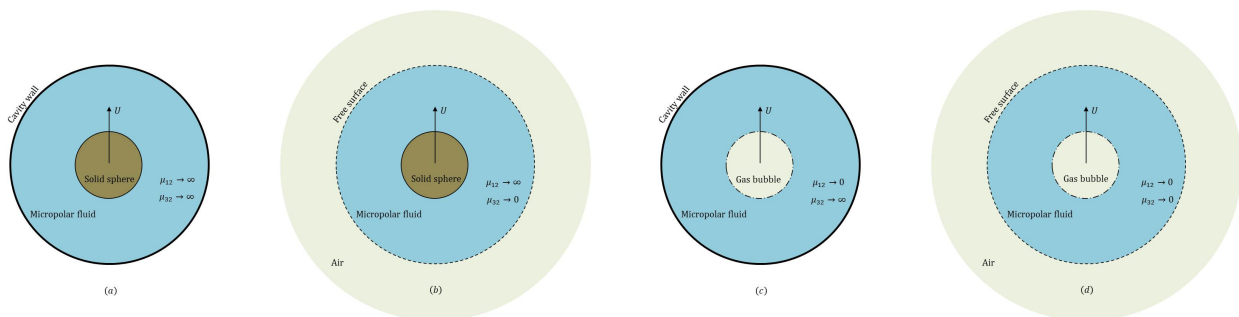 Cavity wall
U
Solid sphere
μ₁₂ → ∞
μ₃₂ → ∞
Micropolar fluid
(a)
Free surface
U
Solid sphere
μ₁₂ → ∞
μ₃₂ → 0
Micropolar fluid
Air
(b)
Cavity wall
U
Gas bubble
μ₁₂ → 0
μ₃₂ → ∞
Micropolar fluid
(c)
Free surface
U
Gas bubble
μ₁₂ → 0
μ₃₂ → 0
Micropolar fluid
Air
(d)